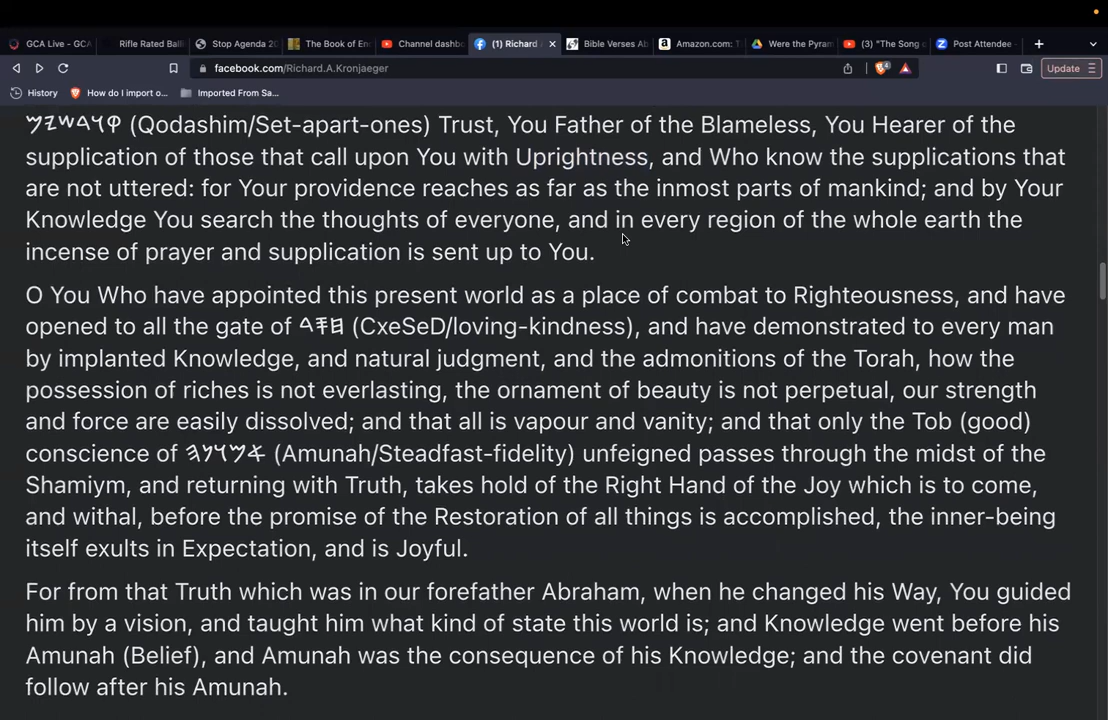 GCA Live - GCA
Rifle Rated Ball
Stop Agenda 20
The Book of En
Channel dashbo
(1) Richard
Bible Verses Ab
Amazon.com: T
Were the Pyram
(3) "The Song o
Post Attendee -
facebook.com/Richard.A.Kronjaeger
4
Update
History
How do I import o...
Imported From Sa...
𐤒𐤃𐤔𐤉𐤌 (Qodashim/Set-apart-ones) Trust, You Father of the Blameless, You Hearer of the
supplication of those that call upon You with Uprightness, and Who know the supplications that
are not uttered: for Your providence reaches as far as the inmost parts of mankind; and by Your
Knowledge You search the thoughts of everyone, and in every region of the whole earth the
incense of prayer and supplication is sent up to You.
O You Who have appointed this present world as a place of combat to Righteousness, and have
opened to all the gate of 𐤇𐤎𐤃 (CxeSeD/loving-kindness), and have demonstrated to every man
by implanted Knowledge, and natural judgment, and the admonitions of the Torah, how the
possession of riches is not everlasting, the ornament of beauty is not perpetual, our strength
and force are easily dissolved; and that all is vapour and vanity; and that only the Tob (good)
conscience of 𐤀𐤌𐤅𐤍𐤄 (Amunah/Steadfast-fidelity) unfeigned passes through the midst of the
Shamiym, and returning with Truth, takes hold of the Right Hand of the Joy which is to come,
and withal, before the promise of the Restoration of all things is accomplished, the inner-being
itself exults in Expectation, and is Joyful.
For from that Truth which was in our forefather Abraham, when he changed his Way, You guided
him by a vision, and taught him what kind of state this world is; and Knowledge went before his
Amunah (Belief), and Amunah was the consequence of his Knowledge; and the covenant did
follow after his Amunah.